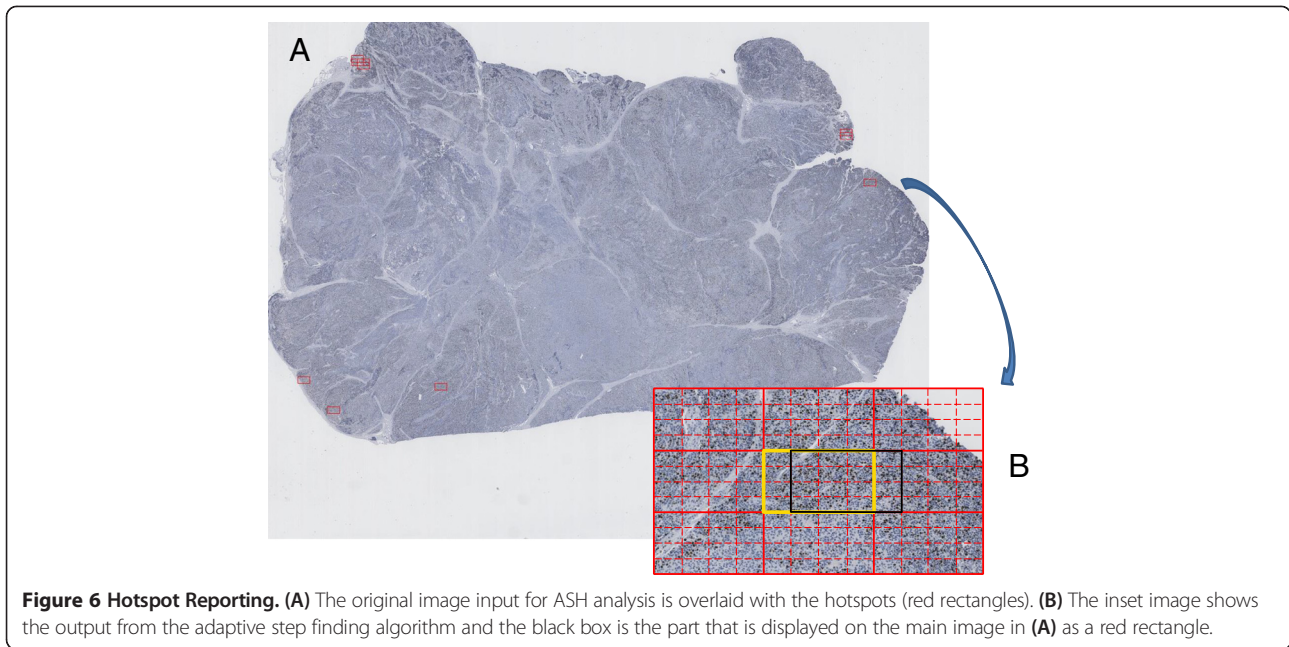 A
B
Figure 6 Hotspot Reporting. (A) The original image input for ASH analysis is overlaid with the hotspots (red rectangles). (B) The inset image shows
the output from the adaptive step finding algorithm and the black box is the part that is displayed on the main image in (A) as a red rectangle.